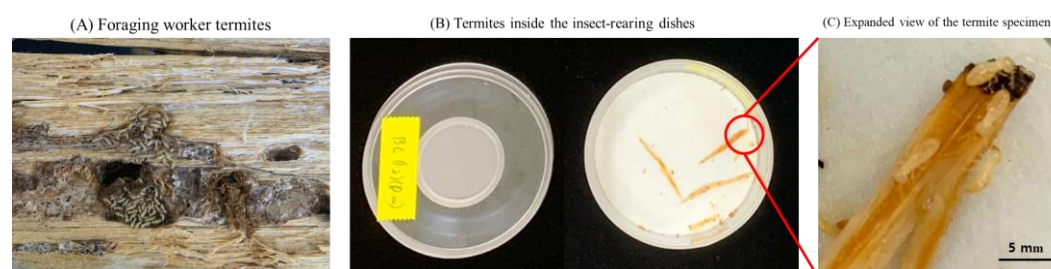 (A) Foraging worker termites
(B) Termites inside the insect-rearing dishes
(C) Expanded view of the termite specimen
5 mm